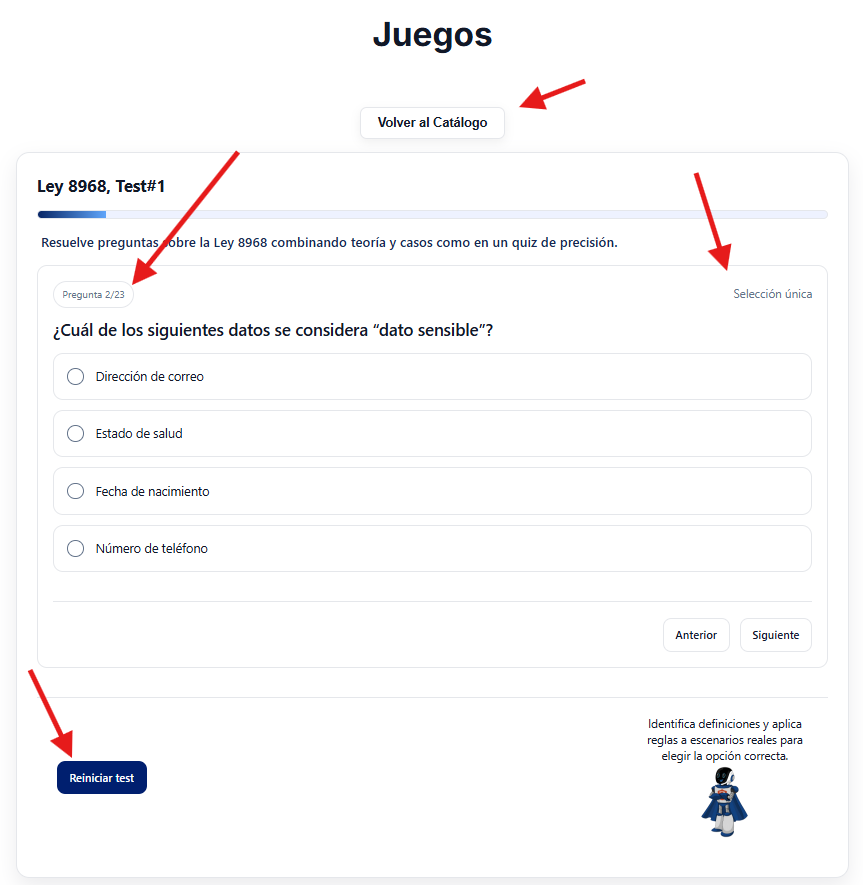 Juegos
Volver al Catálogo
Ley 8968, Test#1
Resuelve preguntas sobre la Ley 8968 combinando teoría y casos como en un quiz de precisión.
Pregunta 2/23
Selección única
¿Cuál de los siguientes datos se considera “dato sensible”?
Dirección de correo
Estado de salud
Fecha de nacimiento
Número de teléfono
Anterior
Siguiente
Identifica definiciones y aplica
reglas a escenarios reales para
elegir la opción correcta.
Reiniciar test